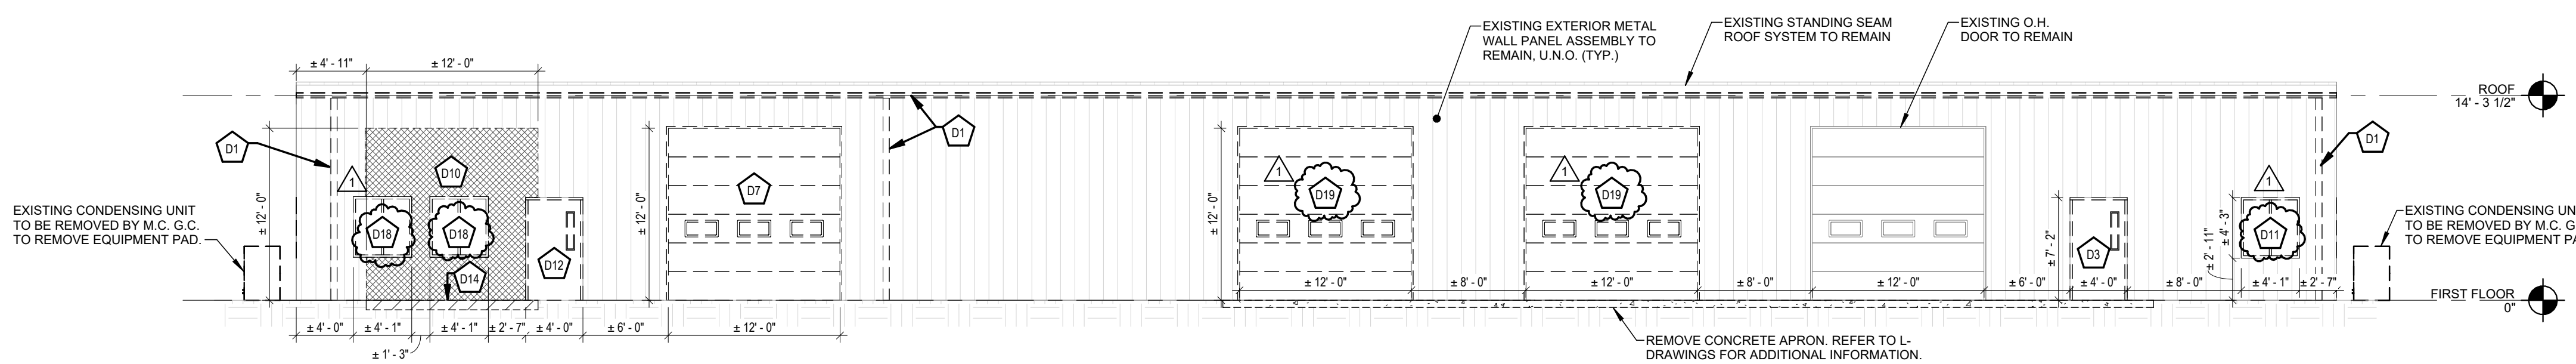 EXISTING EXTERIOR METAL
WALL PANEL ASSEMBLY TO
REMAIN, U.N.O. (TYP.)
EXISTING STANDING SEAM
ROOF SYSTEM TO REMAIN
EXISTING O.H.
DOOR TO REMAIN
± 4' - 11"
± 12' - 0"
ROOF
14' - 3 1/2"
D1
D1
D1
1
D10
D7
1
D19
1
D19
1
± 12' - 0"
± 12' - 0"
± 12' - 0"
EXISTING CONDENSING UNIT
TO BE REMOVED BY M.C. G.C.
TO REMOVE EQUIPMENT PAD.
D18
D18
D12
D14
± 7' - 2"
D3
± 2' - 11"
± 4' - 3"
D11
EXISTING CONDENSING UN
TO BE REMOVED BY M.C. G
TO REMOVE EQUIPMENT PA
± 12' - 0"
± 8' - 0"
± 12' - 0"
± 8' - 0"
± 12' - 0"
± 6' - 0"
± 4' - 0"
± 8' - 0"
± 4' - 1"
± 2' - 7"
FIRST FLOOR
0"
± 4' - 0"
± 4' - 1"
± 4' - 1"
± 2' - 7"
± 4' - 0"
± 6' - 0"
± 12' - 0"
± 1' - 3"
REMOVE CONCRETE APRON. REFER TO L-
DRAWINGS FOR ADDITIONAL INFORMATION.